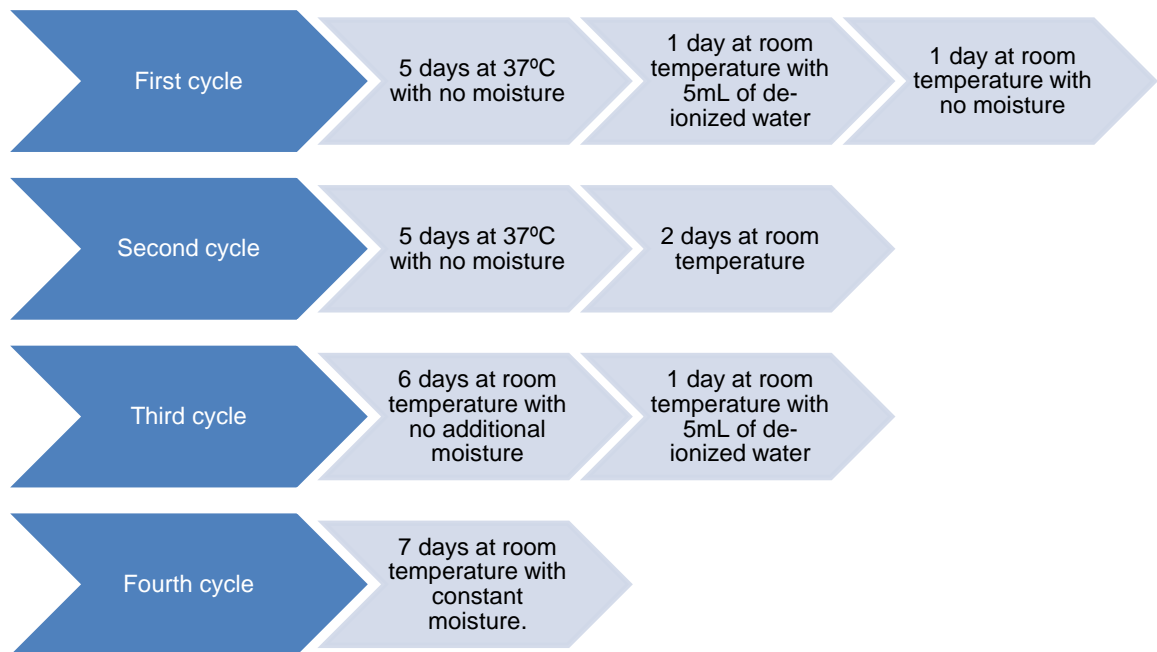 First cycle
5 days at 37ºC
with no moisture
1 day at room
temperature with
5mL of de-
ionized water
1 day at room
temperature with
no moisture
Second cycle
5 days at 37ºC
with no moisture
2 days at room
temperature
Third cycle
6 days at room
temperature with
no additional
moisture
1 day at room
temperature with
5mL of de-
ionized water
Fourth cycle
7 days at room
temperature with
constant
moisture.